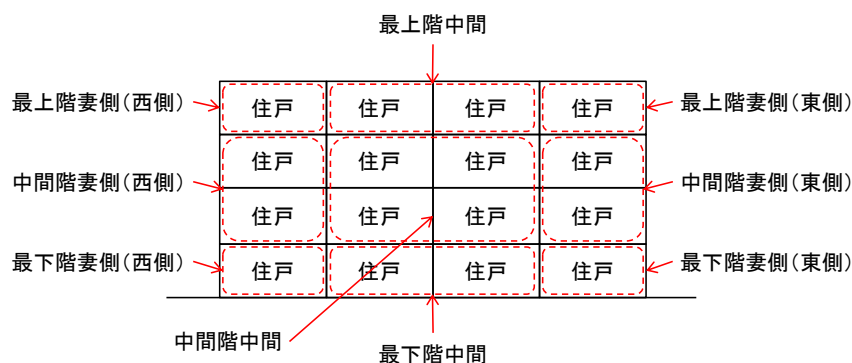 最上階中間
最上階妻側(西側) 住戸 住戸 住戸 住戸 最上階妻側(東側)
住戸 住戸 住戸 住戸
中間階妻側(西側) 中間階妻側(東側)
住戸 住戸 住戸 住戸
最下階妻側(西側) 住戸 住戸 住戸 住戸 最下階妻側(東側)
中間階中間
最下階中間